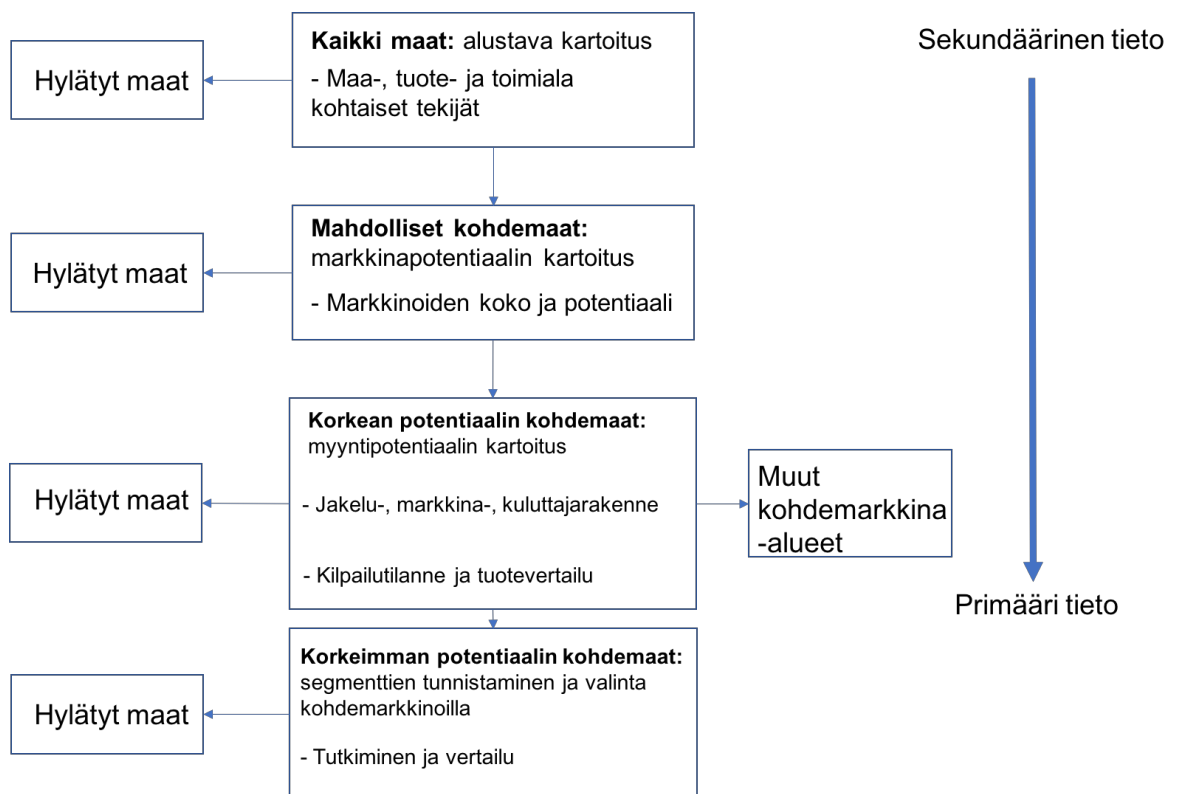 Kaikki maat: alustava kartoitus
- Maa-, tuote- ja toimiala
kohtaiset tekijät
Hylätyt maat
Sekundäärinen tieto
Mahdolliset kohdemaat:
markkinapotentiaalin kartoitus
- Markkinoiden koko ja potentiaali
Hylätyt maat
Korkean potentiaalin kohdemaat:
myyntipotentiaalin kartoitus
- Jakelu-, markkina-, kuluttajarakenne
- Kilpailutilanne ja tuotevertailu
Hylätyt maat
Muut
kohdemarkkina
-alueet
Primääri tieto
Korkeimman potentiaalin kohdemaat:
segmenttien tunnistaminen ja valinta
kohdemarkkinoilla
- Tutkiminen ja vertailu
Hylätyt maat